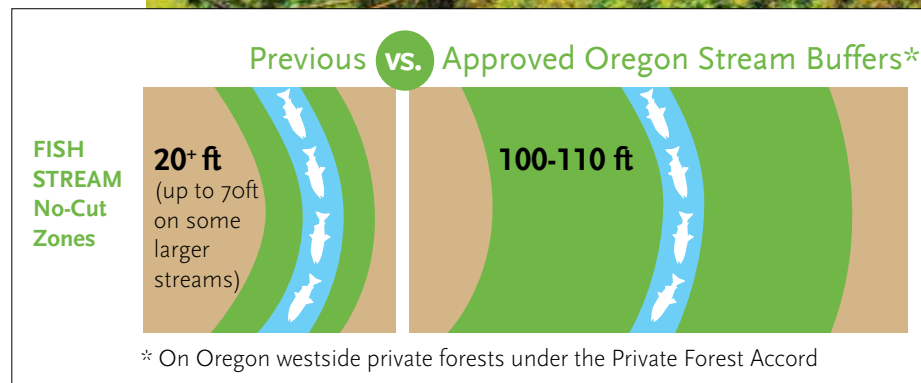 Previous vs. Approved Oregon Stream Buffers*
FISH
STREAM
No-Cut
Zones
20+ ft
(up to 70ft
on some
larger
streams)
100-110 ft
* On Oregon westside private forests under the Private Forest Accord